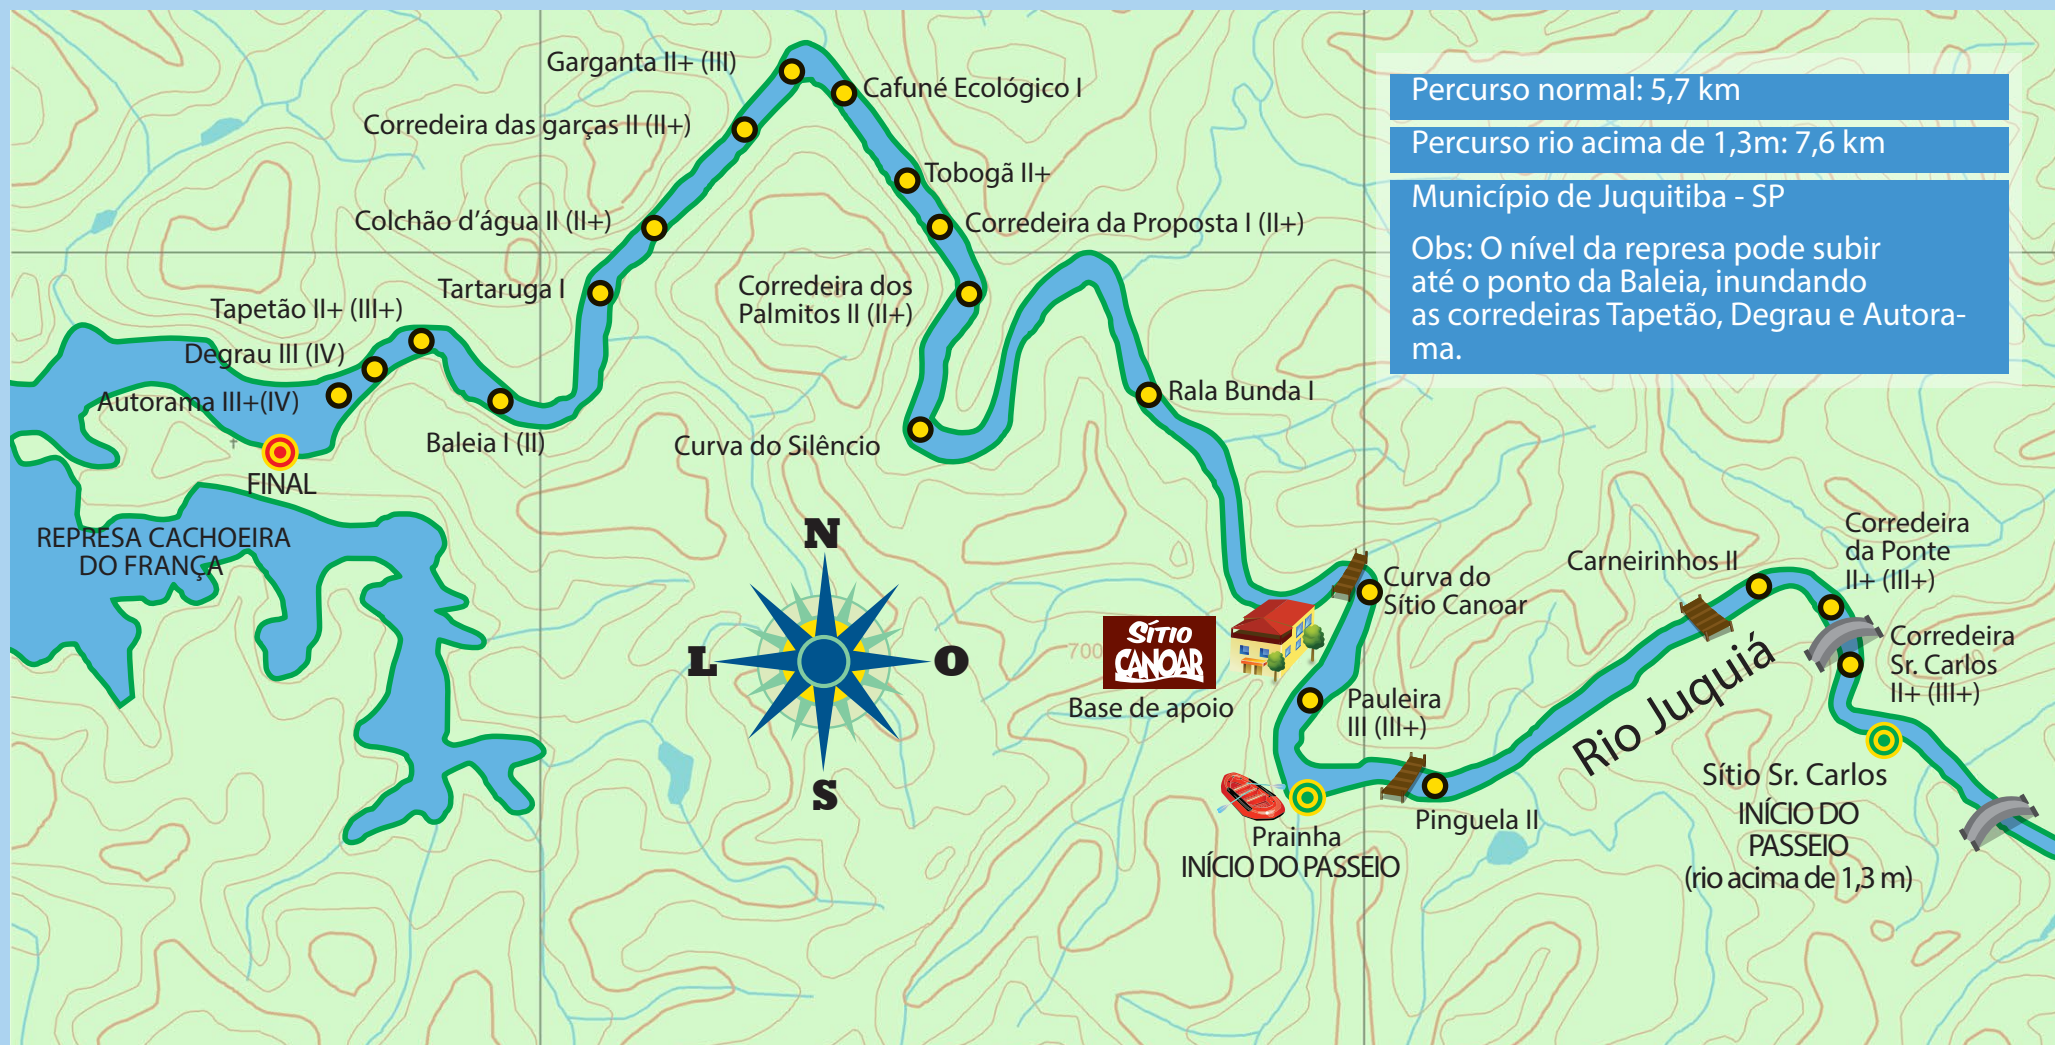 Percurso normal: 5,7 km
Percurso rio acima de 1,3m: 7,6 km
Município de Juquitiba - SP
Obs: O nível da represa pode subir
até o ponto da Baleia, inundando
as corredeiras Tapetão, Degrau e Autora-
ma.
Garganta II+ (III)
Cafuné Ecológico I
Corredeira das garças II (II+)
Tobogã II+
Colchão d'água II (II+)
Corredeira da Proposta I (II+)
Tartaruga I
Corredeira dos
Palmitos II (II+)
Tapetão II+ (III+)
Degrau III (IV)
Autorama III+(IV)
Baleia I (II)
Curva do Silêncio
Rala Bunda I
FINAL
REPRESA CACHOEIRA
DO FRANÇA
N
L
O
S
SÍTIO
CANOAR
Base de apoio
700
Curva do
Sítio Canoar
Pauleira
III (III+)
Prainha
INÍCIO DO PASSEIO
Pinguela II
Rio Juquiá
Carneirinhos II
Corredeira
da Ponte
II+ (III+)
Corredeira
Sr. Carlos
II+ (III+)
Sítio Sr. Carlos
INÍCIO DO
PASSEIO
(rio acima de 1,3 m)